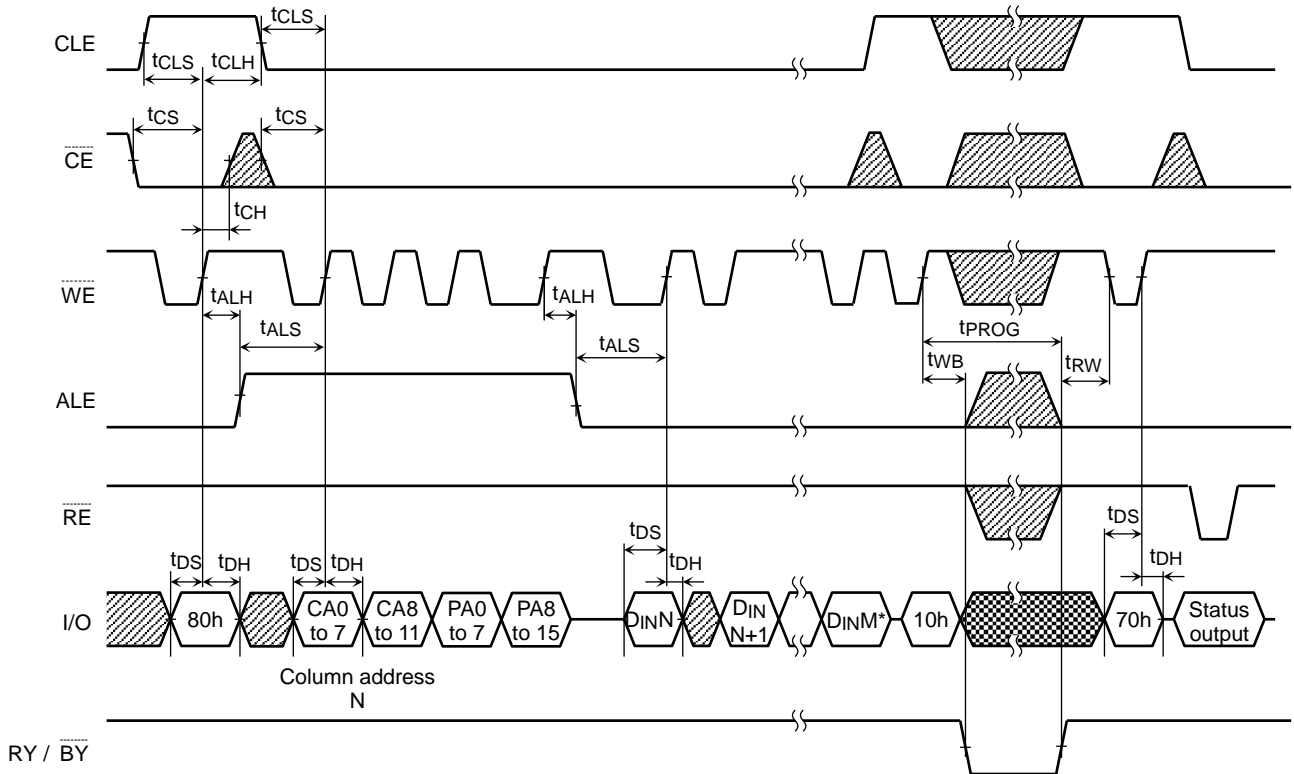 CLE
tCLS
tCLS
tCLH
CE
tCS
tCS
tCH
WE
tALH
tALS
tALH
tALS
tPROG
tWB
tRW
ALE
RE
tDS
tDH
tDS
tDH
tDS
tDH
tDS
tDH
I/O
80h
CA0
to 7
CA8
to 11
PA0
to 7
PA8
to 15
DINN
DIN
N+1
DINM*
10h
70h
Status
output
Column address
N
RY / BY